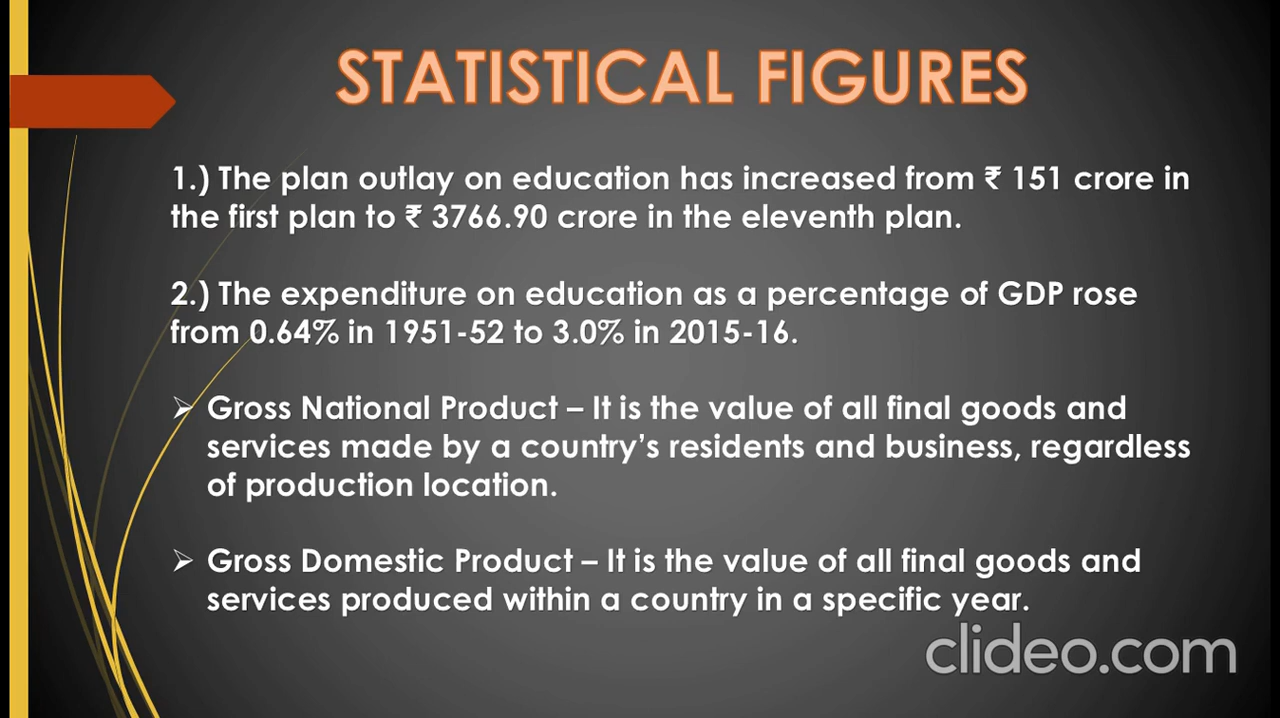 STATISTICAL FIGURES
1.) The plan outlay on education has increased from ₹ 151 crore in
the first plan to ₹ 3766.90 crore in the eleventh plan.
2.) The expenditure on education as a percentage of GDP rose
from 0.64% in 1951-52 to 3.0% in 2015-16.
➢ Gross National Product – It is the value of all final goods and
services made by a country’s residents and business, regardless
of production location.
➢ Gross Domestic Product – It is the value of all final goods and
services produced within a country in a specific year.
clideo.com